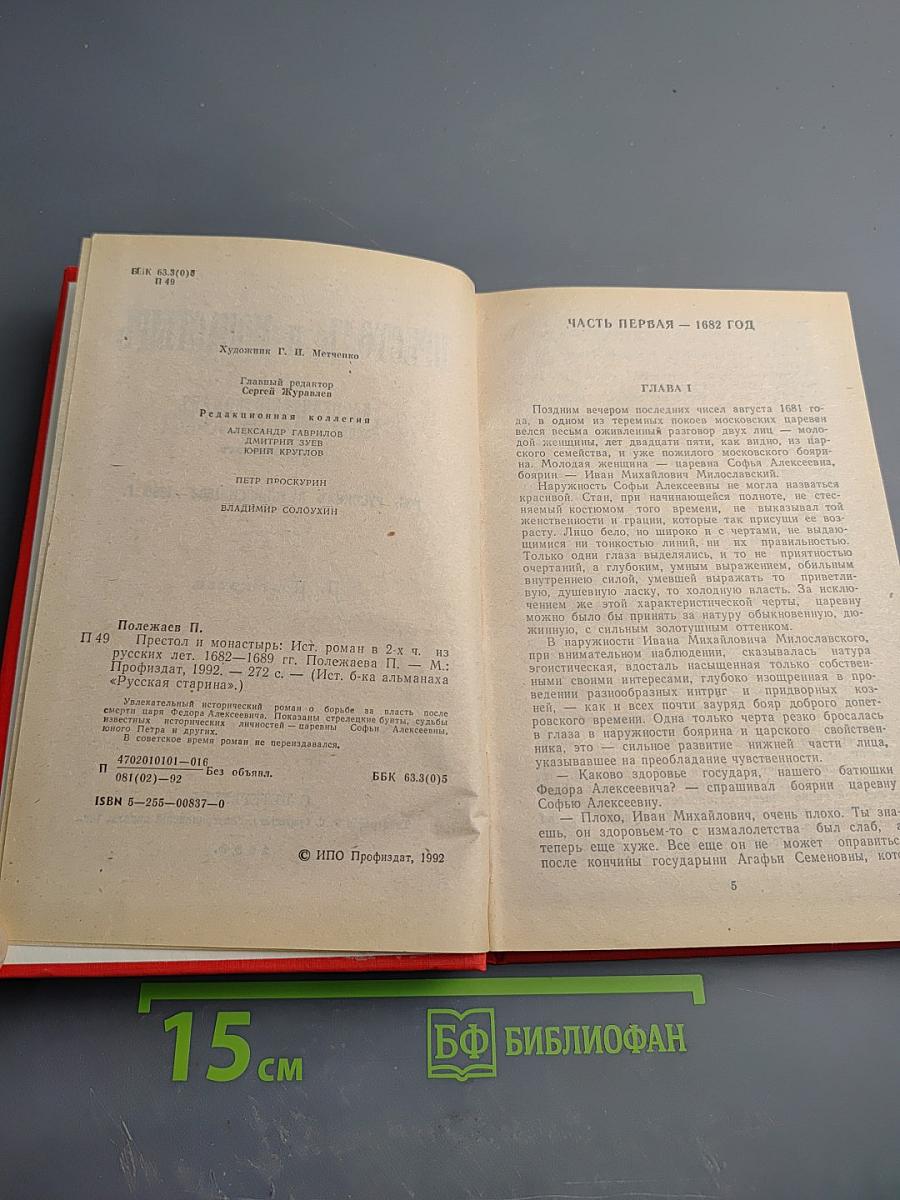 ББК 63.3(0)5
П 49
Художник Г. И. Метченко
Главный редактор
Сергей Журавлев
Редакционная коллегия
АЛЕКСАНДР ГАВРИЛОВ
ДМИТРИЙ ЗУЕВ
ЮРИЙ КРУГЛОВ
ПЕТР ПРОСКУРИН
ВЛАДИМИР СОЛОУХИН
Полежаев П.
П 49 Престол и монастырь: Ист. роман в 2-х ч. из
русских лет. 1682—1689 гг. Полежаева П. — М.:
Профиздат, 1992. — 272 с. — (Ист. б-ка альманаха
«Русская старина».)
Увлекательный исторический роман о борьбе за власть после
смерти царя Федора Алексеевича. Показаны стрелецкие бунты, судьбы
известных исторических личностей — царевны Софьи Алексеевны,
юного Петра и других.
В советское время роман не переиздавался.
П 4702010101—016
081(02)—92 Без объявл.
ББК 63.3(0)5
ISBN 5—255—00837—0
© ИПО Профиздат, 1992
ЧАСТЬ ПЕРВАЯ — 1682 ГОД
ГЛАВА I
Поздним вечером последних чисел августа 1681 го-
да, в одном из теремных покоев московских царевен
велся весьма оживленный разговор двух лиц — моло-
дой женщины, лет двадцати пяти, как видно, из цар-
ского семейства, и уже пожилого московского бояри-
на. Молодая женщина — царевна Софья Алексеевна,
боярин — Иван Михайлович Милославский.
Наружность Софьи Алексеевны не могла назваться
красивой. Стан, при начинающейся полноте, не стес-
няемый костюмом того времени, не выказывал той
женственности и грации, которые так присущи ее воз-
расту. Лицо бело, но широко и с чертами, не выдаю-
щимися ни тонкостью линий, ни их правильностью.
Только одни глаза выделялись, и то не приятностью
очертаний, а глубоким, умным выражением, обильным
внутреннею силой, умевшей выражать то приветли-
вую, душевную ласку, то холодную власть. За исклю-
чением же этой характеристической черты, царевну
можно было бы принять за натуру обыкновенную, дю-
жинную, с сильным золотушным оттенком.
В наружности Ивана Михайловича Милославского,
при внимательном наблюдении, сказывалась натура
эгоистическая, вдосталь насыщенная только собствен-
ными своими интересами, глубоко изощренная в про-
ведении разнообразных интриг и придворных коз-
ней, — как и всех почти зауряд бояр доброго допет-
ровского времени. Одна только черта резко бросалась
в глаза в наружности боярина и царского свойствен-
ника, это — сильное развитие нижней части лица,
указывавшее на преобладание чувственности.
— Каково здоровье государя, нашего батюшки
Федора Алексеевича? — спрашивал боярин царевну
Софью Алексеевну.
— Плохо, Иван Михайлович, очень плохо. Ты зна-
ешь, он здоровьем-то с измалолетства был слаб, а
теперь еще хуже. Все еще он не может оправиться
после кончины государыни Агафьи Семеновны, кото
5
15 см
БФ БИБЛИОФАН